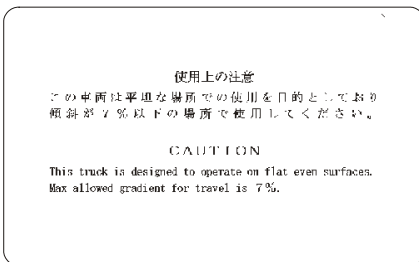 使用上の注意
この車両は平坦な場所での使用を目的としており
傾斜が7％以下の場所で使用してください。
CAUTION
This truck is designed to operate on flat even surfaces.
Max allowed gradient for travel is 7%.